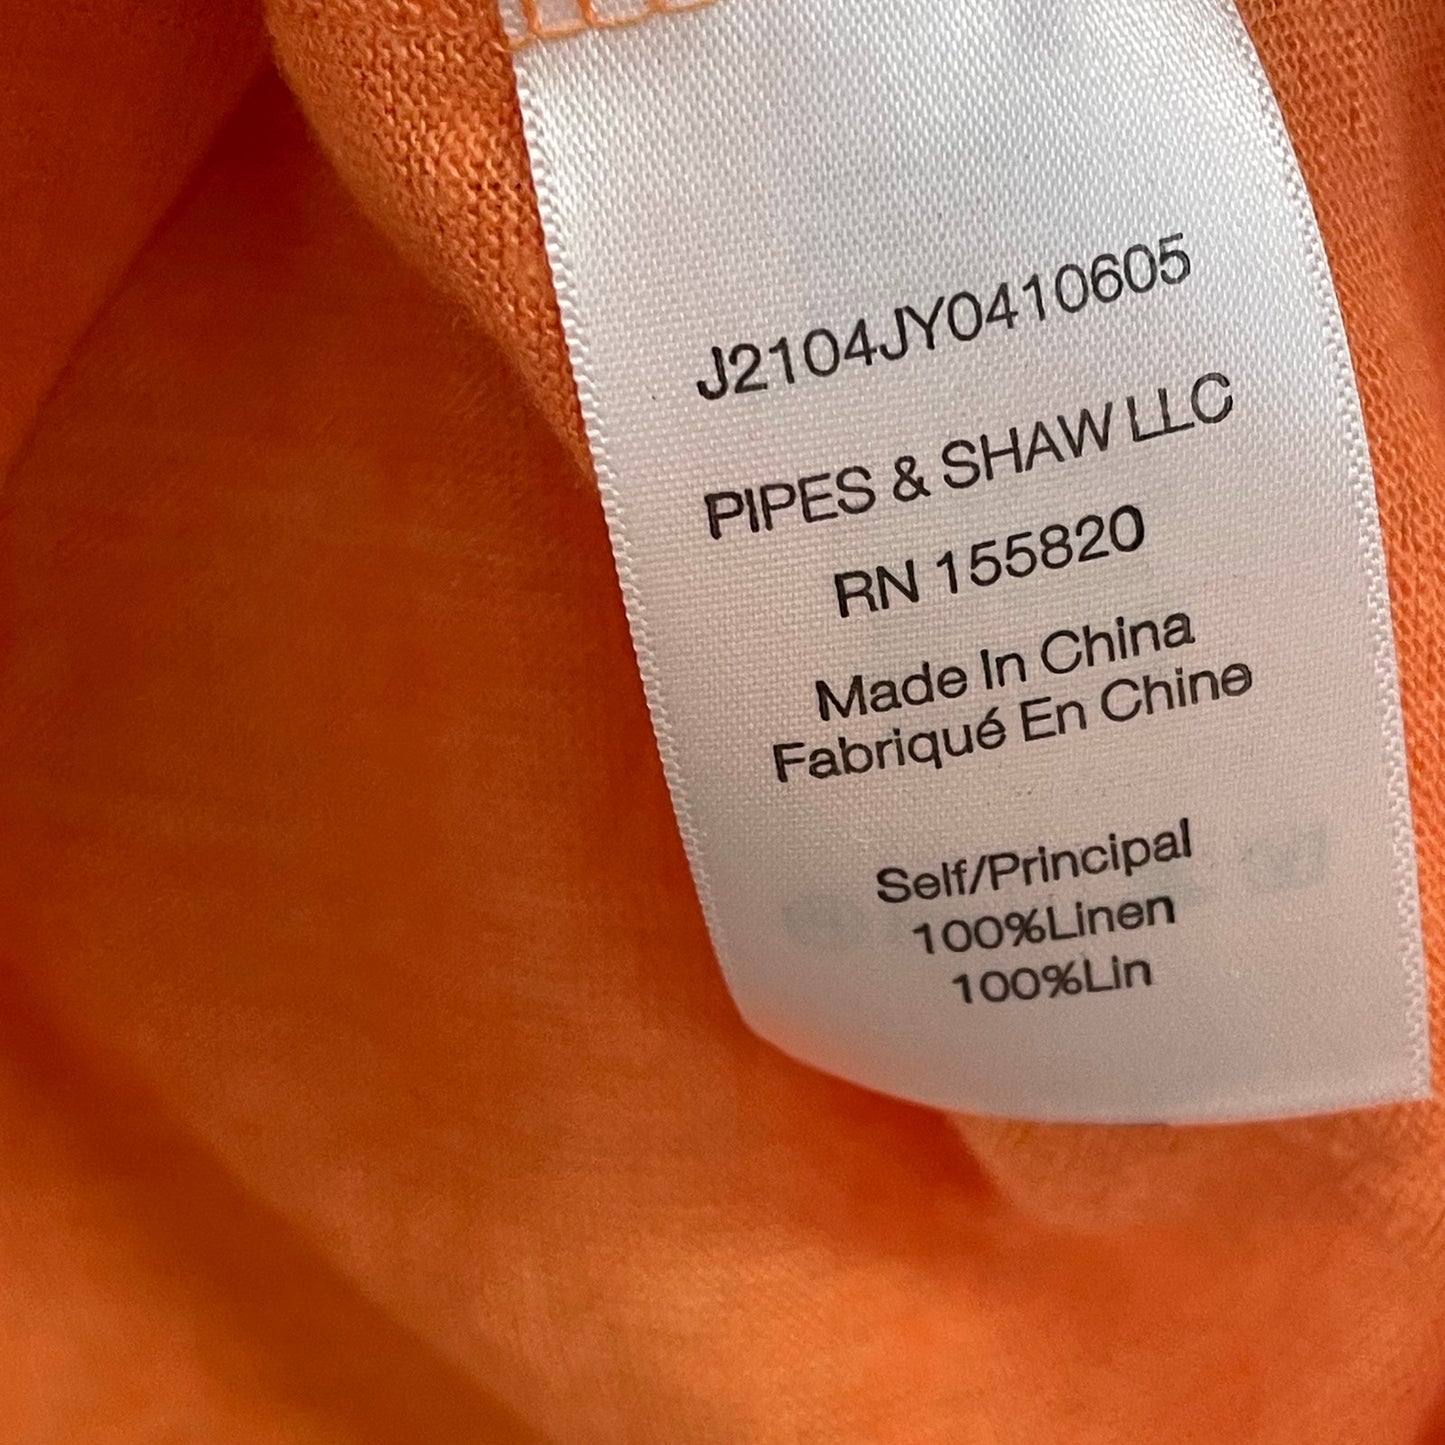 J2104JY0410605
PIPES & SHAW LLC
RN 155820
Made In China
Fabriqué En Chine
Self/Principal
100%Linen
100%Lin